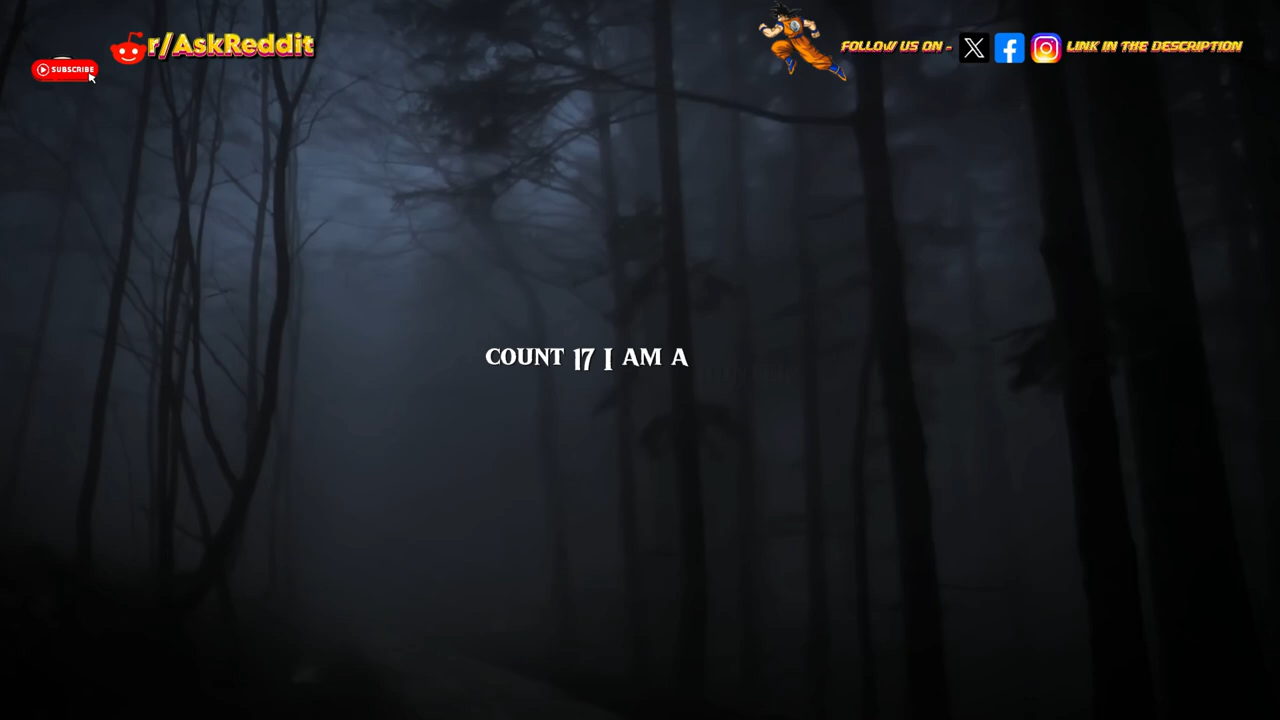 r/AskReddit
SUBSCRIBE
FOLLOW US ON -
LINK IN THE DESCRIPTION
COUNT 17 I AM A